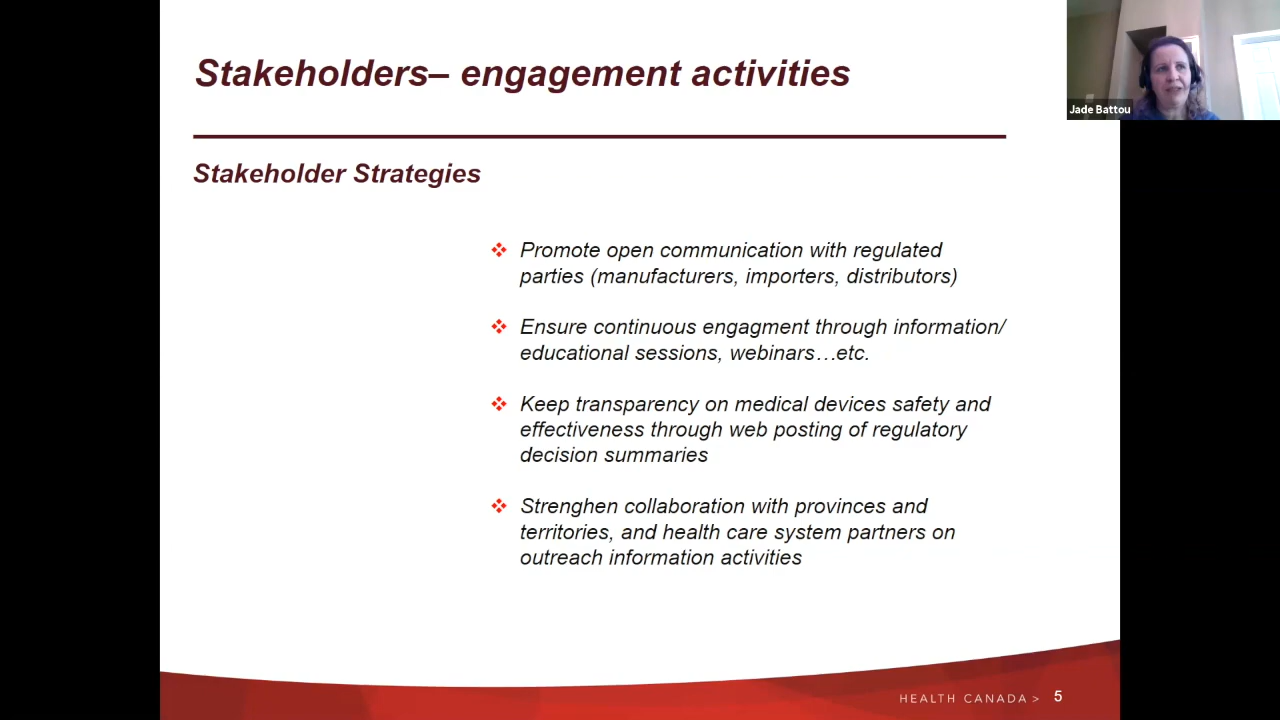 Stakeholders– engagement activities
Jade Battou
Stakeholder Strategies
Promote open communication with regulated
parties (manufacturers, importers, distributors)
Ensure continuous engagment through information/
educational sessions, webinars…etc.
Keep transparency on medical devices safety and
effectiveness through web posting of regulatory
decision summaries
Strenghen collaboration with provinces and
territories, and health care system partners on
outreach information activities
HEALTH CANADA > 5